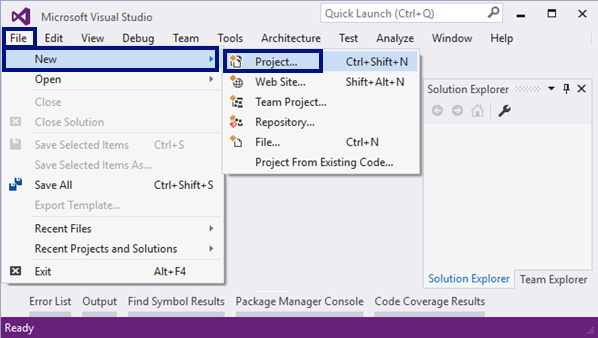 Microsoft Visual Studio
Quick Launch (Ctrl+Q)
File Edit View Debug Team Tools Architecture Test Analyze Window Help
New
Open
Close
Close Solution
Save Selected Items Ctrl+S
Save Selected Items As...
Save All Ctrl+Shift+S
Export Template...
Recent Files
Recent Projects and Solutions
Exit Alt+F4
Project... Ctrl+Shift+N
Web Site... Shift+Alt+N
Team Project...
Repository...
File... Ctrl+N
Project From Existing Code...
Solution Explorer
Solution Explorer Team Explorer
Error List Output Find Symbol Results Package Manager Console Code Coverage Results
Ready